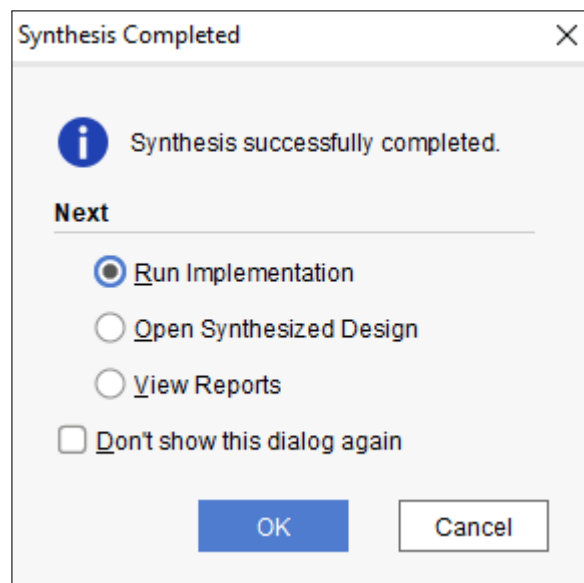 Synthesis Completed
Synthesis successfully completed.
Next
Run Implementation
Open Synthesized Design
View Reports
Don't show this dialog again
OK Cancel